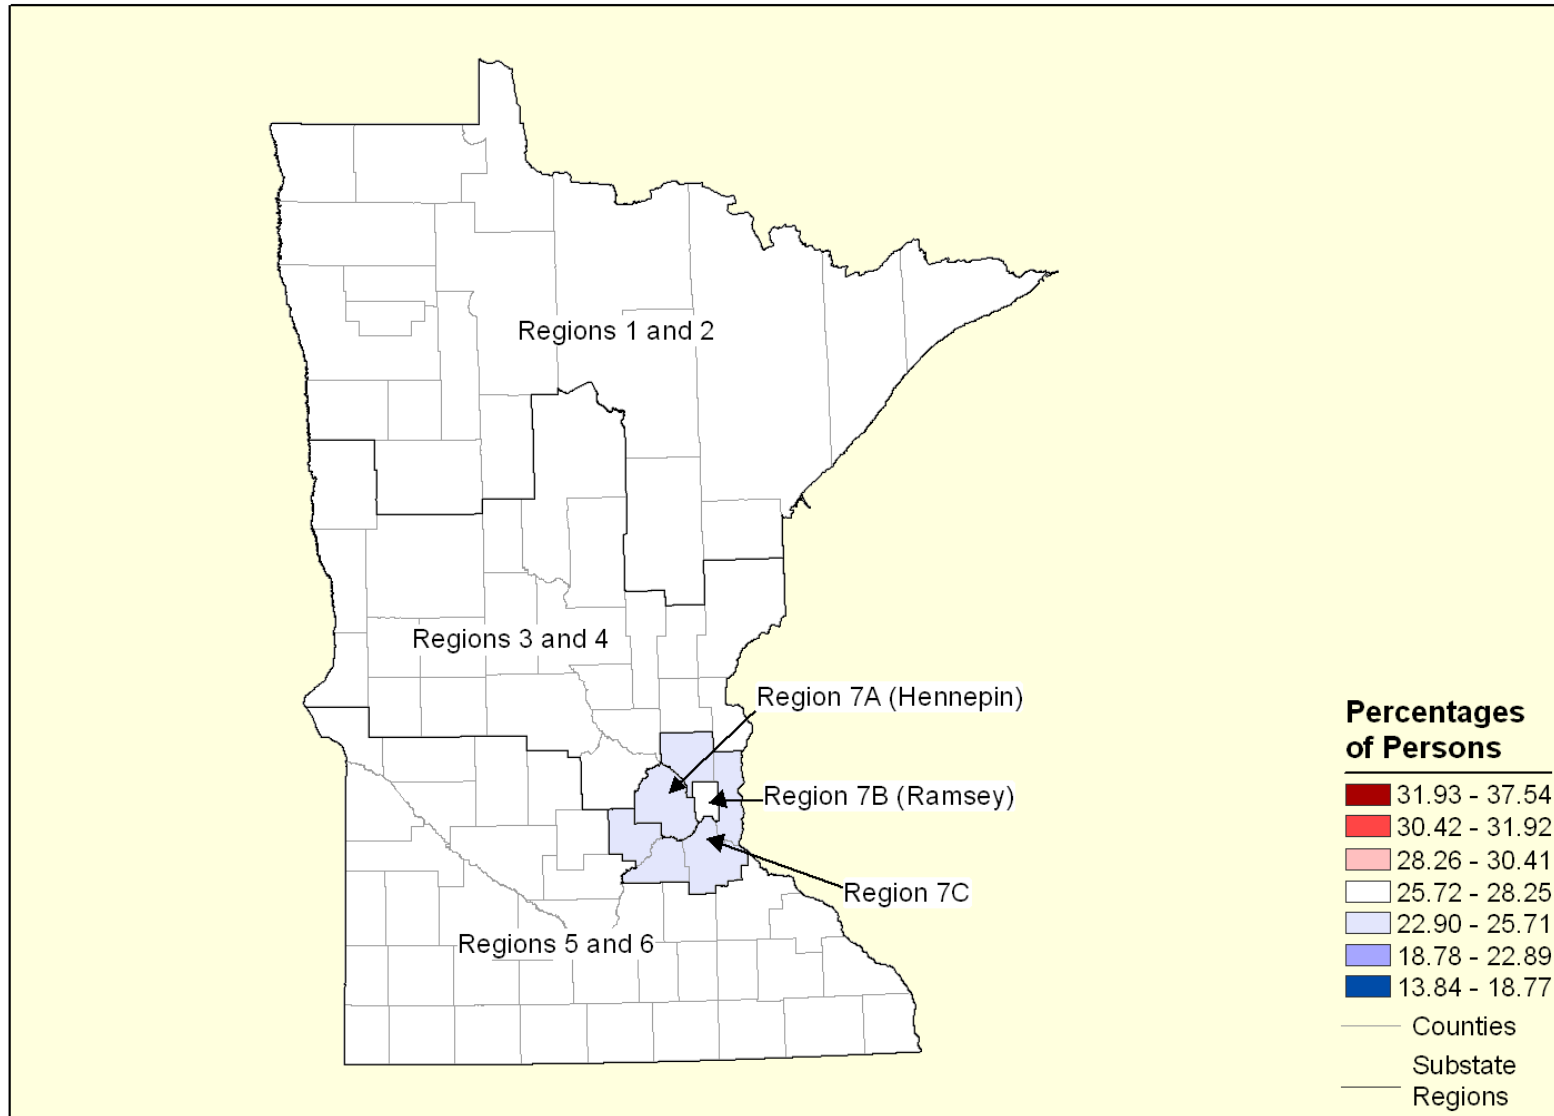 Regions 1 and 2
Regions 3 and 4
Region 7A (Hennepin)
Region 7B (Ramsey)
Region 7C
Regions 5 and 6
Percentages
of Persons
31.93 - 37.54
30.42 - 31.92
28.26 - 30.41
25.72 - 28.25
22.90 - 25.71
18.78 - 22.89
13.84 - 18.77
Counties
Substate
Regions